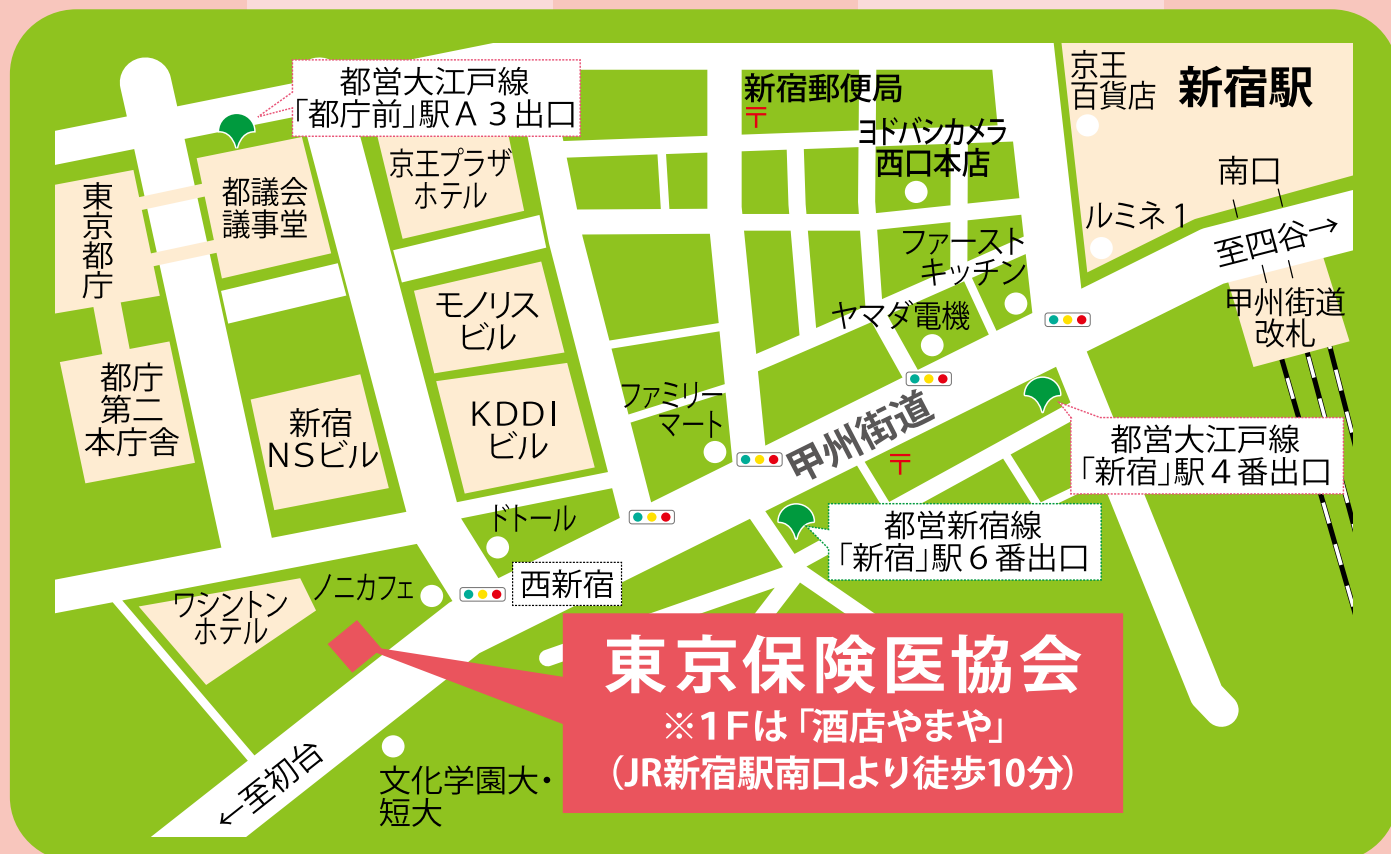 都営大江戸線
「都庁前」駅A3出口
新宿郵便局
〒
京王
百貨店
新宿駅
ヨドバシカメラ
西口本店
南口
ルミネ1
至四谷→
甲州街道
改札
東京都庁
都議会
議事堂
京王プラザ
ホテル
ファースト
キッチン
ヤマダ電機
モノリス
ビル
都庁
第二
本庁舎
新宿
NSビル
KDDI
ビル
ファミリー
マート
甲州街道
〒
都営大江戸線
「新宿」駅4番出口
ドトール
都営新宿線
「新宿」駅6番出口
西新宿
ノニカフェ
ワシントン
ホテル
東京保険医協会
※1Fは「酒店やまや」
(JR新宿駅南口より徒歩10分)
←至初台
文化学園大・
短大